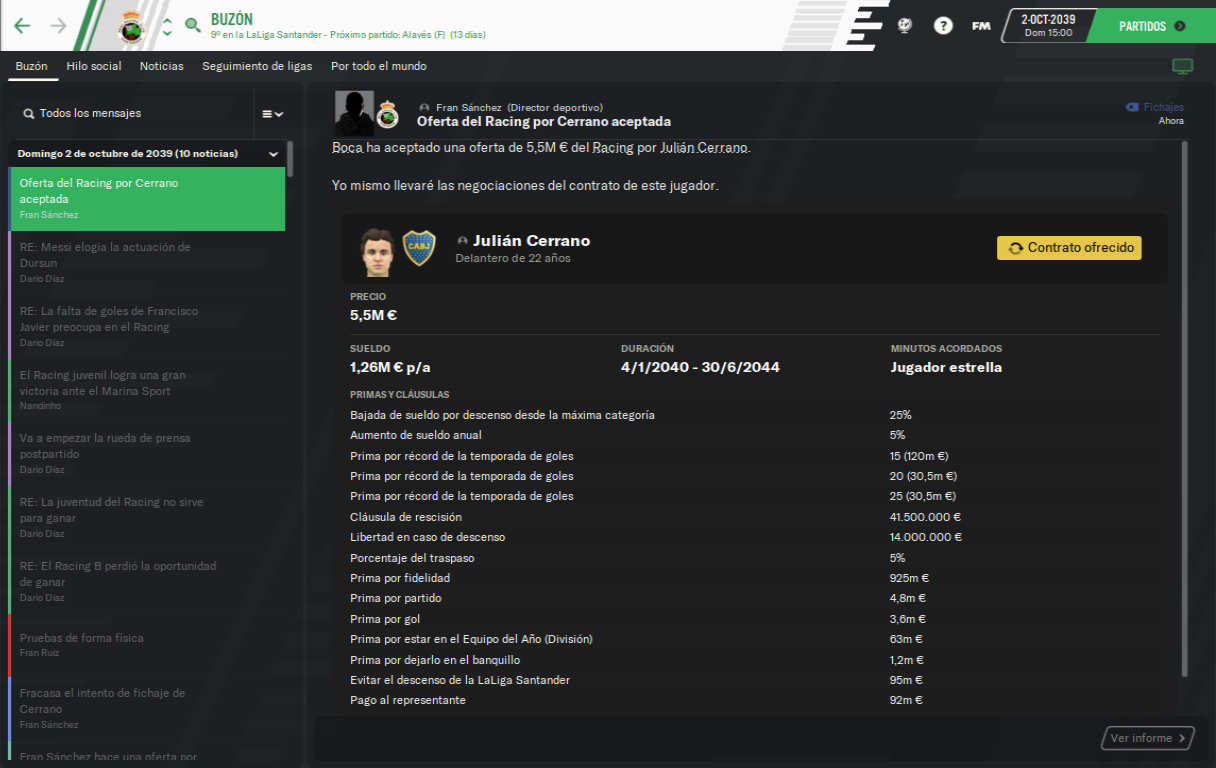 BUZÓN
9º en la LaLiga Santander - Próximo partido: Alavés (F) (13 días)
?
FM
2-OCT-2039
Dom 15:00
PARTIDOS
Buzón
Hilo social
Noticias
Seguimiento de ligas
Por todo el mundo
Todos los mensajes
Domingo 2 de octubre de 2039 (10 noticias)
Oferta del Racing por Cerrano
aceptada
Fran Sánchez
RE: Messi elogia la actuación de
Dursun
Dario Diaz
RE: La falta de goles de Francisco
Javier preocupa en el Racing
Dario Diaz
El Racing juvenil logra una gran
victoria ante el Marina Sport
Nandinho
Va a empezar la rueda de prensa
postpartido
Dario Diaz
RE: La juventud del Racing no sirve
para ganar
Dario Diaz
RE: El Racing B perdió la oportunidad
de ganar
Dario Diaz
Pruebas de forma física
Fran Ruiz
Fracasa el intento de fichaje de
Cerrano
Fran Sánchez
Fran Sánchez hace una oferta por
Fran Sánchez (Director deportivo)
Oferta del Racing por Cerrano aceptada
Fichajes
Ahora
Boca ha aceptado una oferta de 5,5M € del Racing por Julián Cerrano.
Yo mismo llevaré las negociaciones del contrato de este jugador.
CABJ
Julián Cerrano
Delantero de 22 años
Contrato ofrecido
PRECIO
5,5M €
SUELDO DURACIÓN MINUTOS ACORDADOS
1,26M € p/a 4/1/2040 - 30/6/2044 Jugador estrella
PRIMAS Y CLÁUSULAS
Bajada de sueldo por descenso desde la máxima categoría 25%
Aumento de sueldo anual 5%
Prima por récord de la temporada de goles 15 (120m €)
Prima por récord de la temporada de goles 20 (30,5m €)
Prima por récord de la temporada de goles 25 (30,5m €)
Cláusula de rescisión 41.500.000 €
Libertad en caso de descenso 14.000.000 €
Porcentaje del traspaso 5%
Prima por fidelidad 925m €
Prima por partido 4,8m €
Prima por gol 3,6m €
Prima por estar en el Equipo del Año (División) 63m €
Prima por dejarlo en el banquillo 1,2m €
Evitar el descenso de la LaLiga Santander 95m €
Pago al representante 92m €
Ver informe